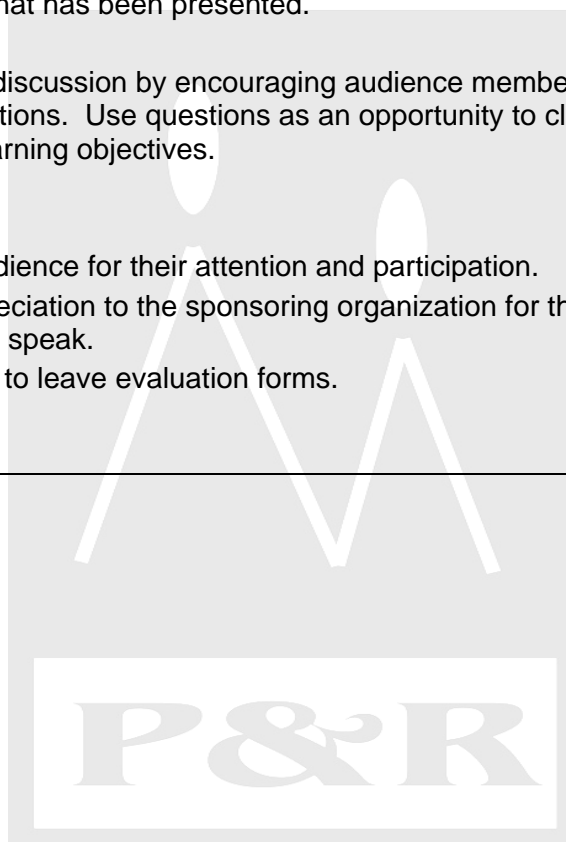 hat has been presented.
discussion by encouraging audience membe
tions. Use questions as an opportunity to cl
arning objectives.
dience for their attention and participation.
eciation to the sponsoring organization for th
speak.
to leave evaluation forms.
P&R